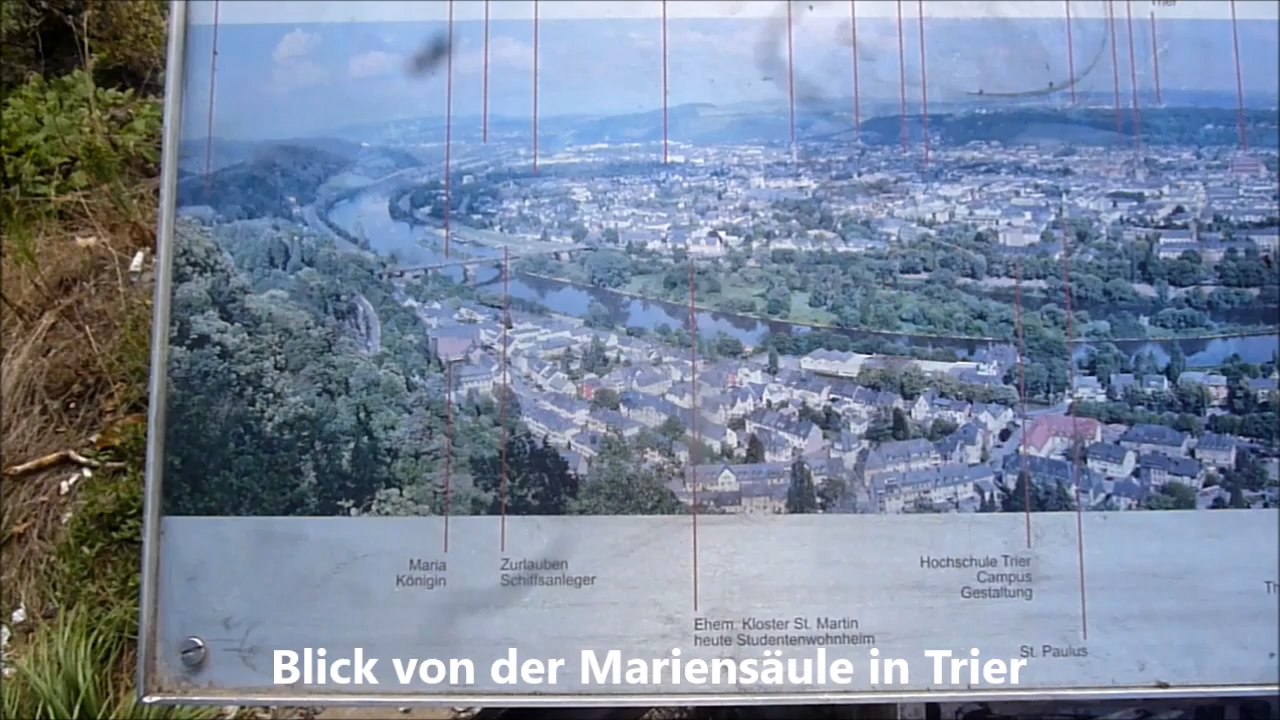 Trier
Maria
Königin
Zurlauben
Schiffsanleger
Ehem. Kloster St. Martin
heute Studentenwohnheim
Hochschule Trier
Campus
Gestaltung
St. Paulus
Blick von der Mariensäule in Trier